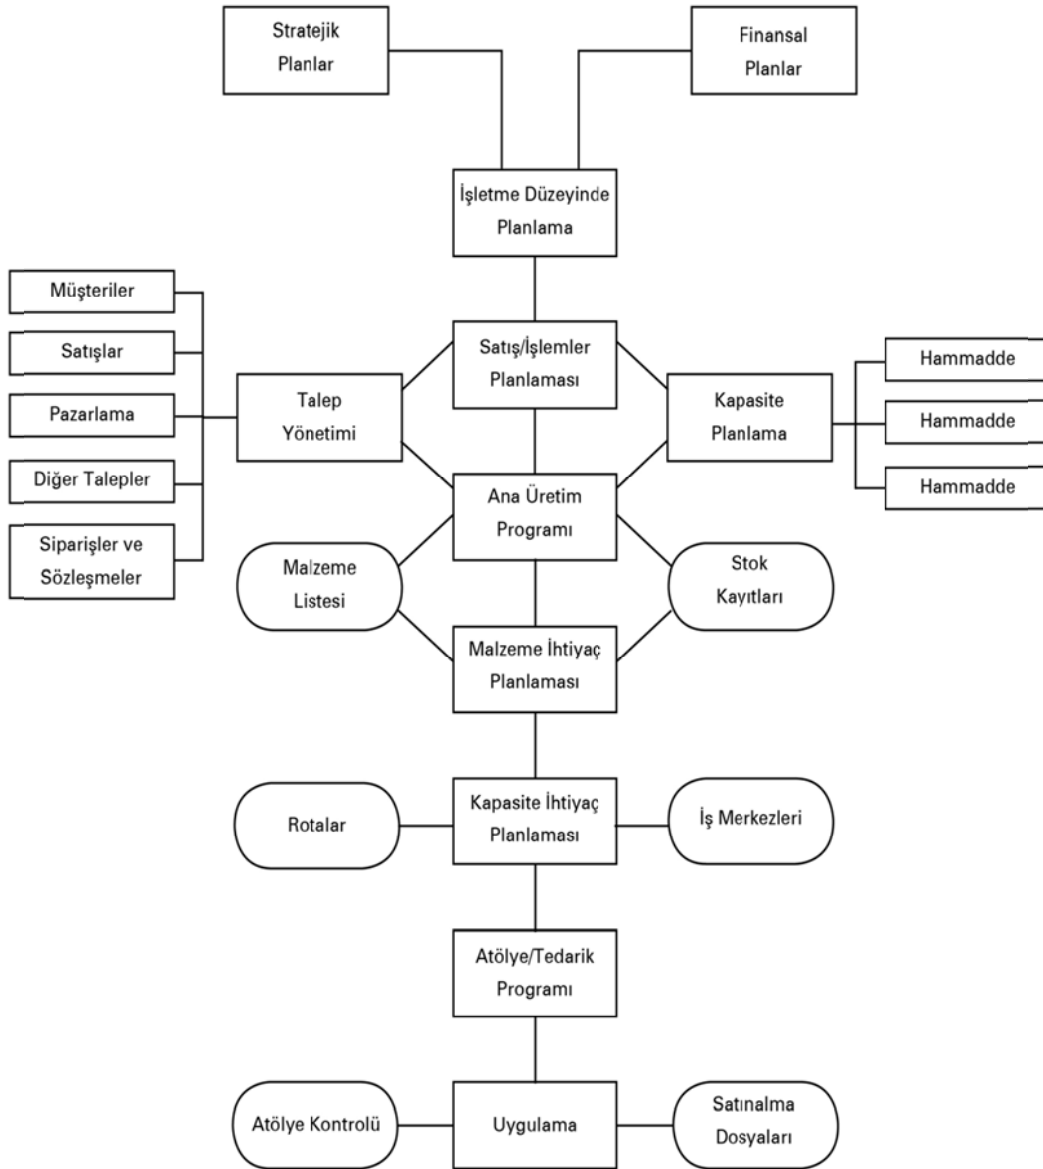 Stratejik
Planlar
Finansal
Planlar
İşletme Düzeyinde
Planlama
Müşteriler
Satışlar
Pazarlama
Diğer Talepler
Siparişler ve
Sözleşmeler
Talep
Yönetimi
Satış/İşlemler
Planlaması
Kapasite
Planlama
Hammadde
Hammadde
Hammadde
Ana Üretim
Programı
Malzeme
Listesi
Stok
Kayıtları
Malzeme İhtiyaç
Planlaması
Rotalar
Kapasite İhtiyaç
Planlaması
İş Merkezleri
Atölye/Tedarik
Programı
Atölye Kontrolü
Uygulama
Satınalma
Dosyaları